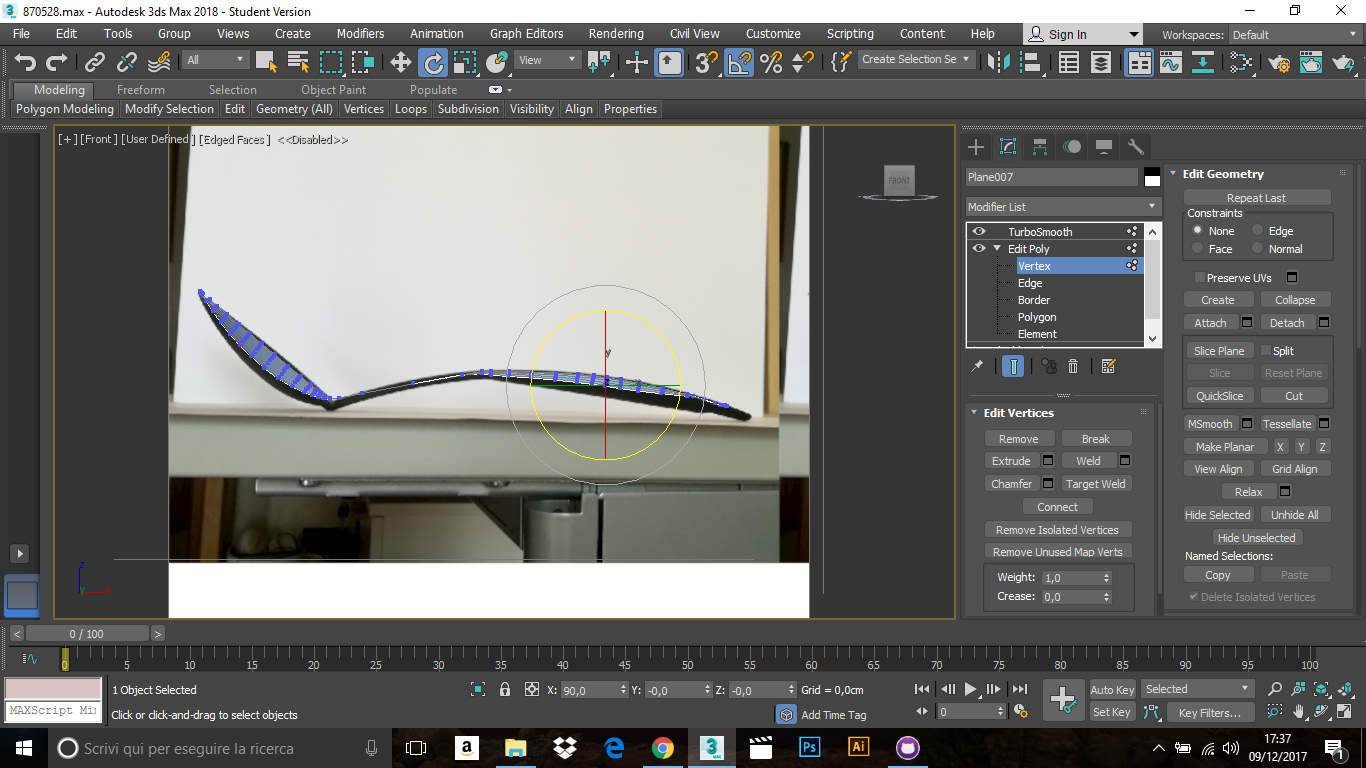 870528.max - Autodesk 3ds Max 2018 - Student Version
File Edit Tools Group Views Create Modifiers Animation Graph Editors Rendering Civil View Customize Scripting Content Help Sign In Workspaces: Default
All View Create Selection Se
Modeling Freeform Selection Object Paint Populate
Polygon Modeling Modify Selection Edit Geometry (All) Vertices Loops Subdivision Visibility Align Properties
[+] [Front ] [User Defined ] [Edged Faces ] <<Disabled>>
FRONT
y
z
y
x
Plane007
Modifier List
TurboSmooth
Edit Poly
Vertex
Edge
Border
Polygon
Element
Edit Vertices
Remove Break
Extrude Weld
Chamfer Target Weld
Connect
Remove Isolated Vertices
Remove Unused Map Verts
Weight: 1,0
Crease: 0,0
Edit Geometry
Repeat Last
Constraints
None Edge
Face Normal
Preserve UVs
Create Collapse
Attach Detach
Slice Plane Split
Slice Reset Plane
QuickSlice Cut
MSmooth Tessellate
Make Planar X Y Z
View Align Grid Align
Relax
Hide Selected Unhide All
Hide Unselected
Named Selections:
Copy Paste
Delete Isolated Vertices
< 0 / 100 >
0 5 10 15 20 25 30 35 40 45 50 55 60 65 70 75 80 85 90 95 100
1 Object Selected X: 90,0 Y: -0,0 Z: -0,0 Grid = 0,0cm Auto Key Selected
MAXScript Mi
Click or click-and-drag to select objects Add Time Tag 0 Set Key Key Filters...
Scrivi qui per eseguire la ricerca
a
3
MAX
Ps
Ai
17:37
09/12/2017
1